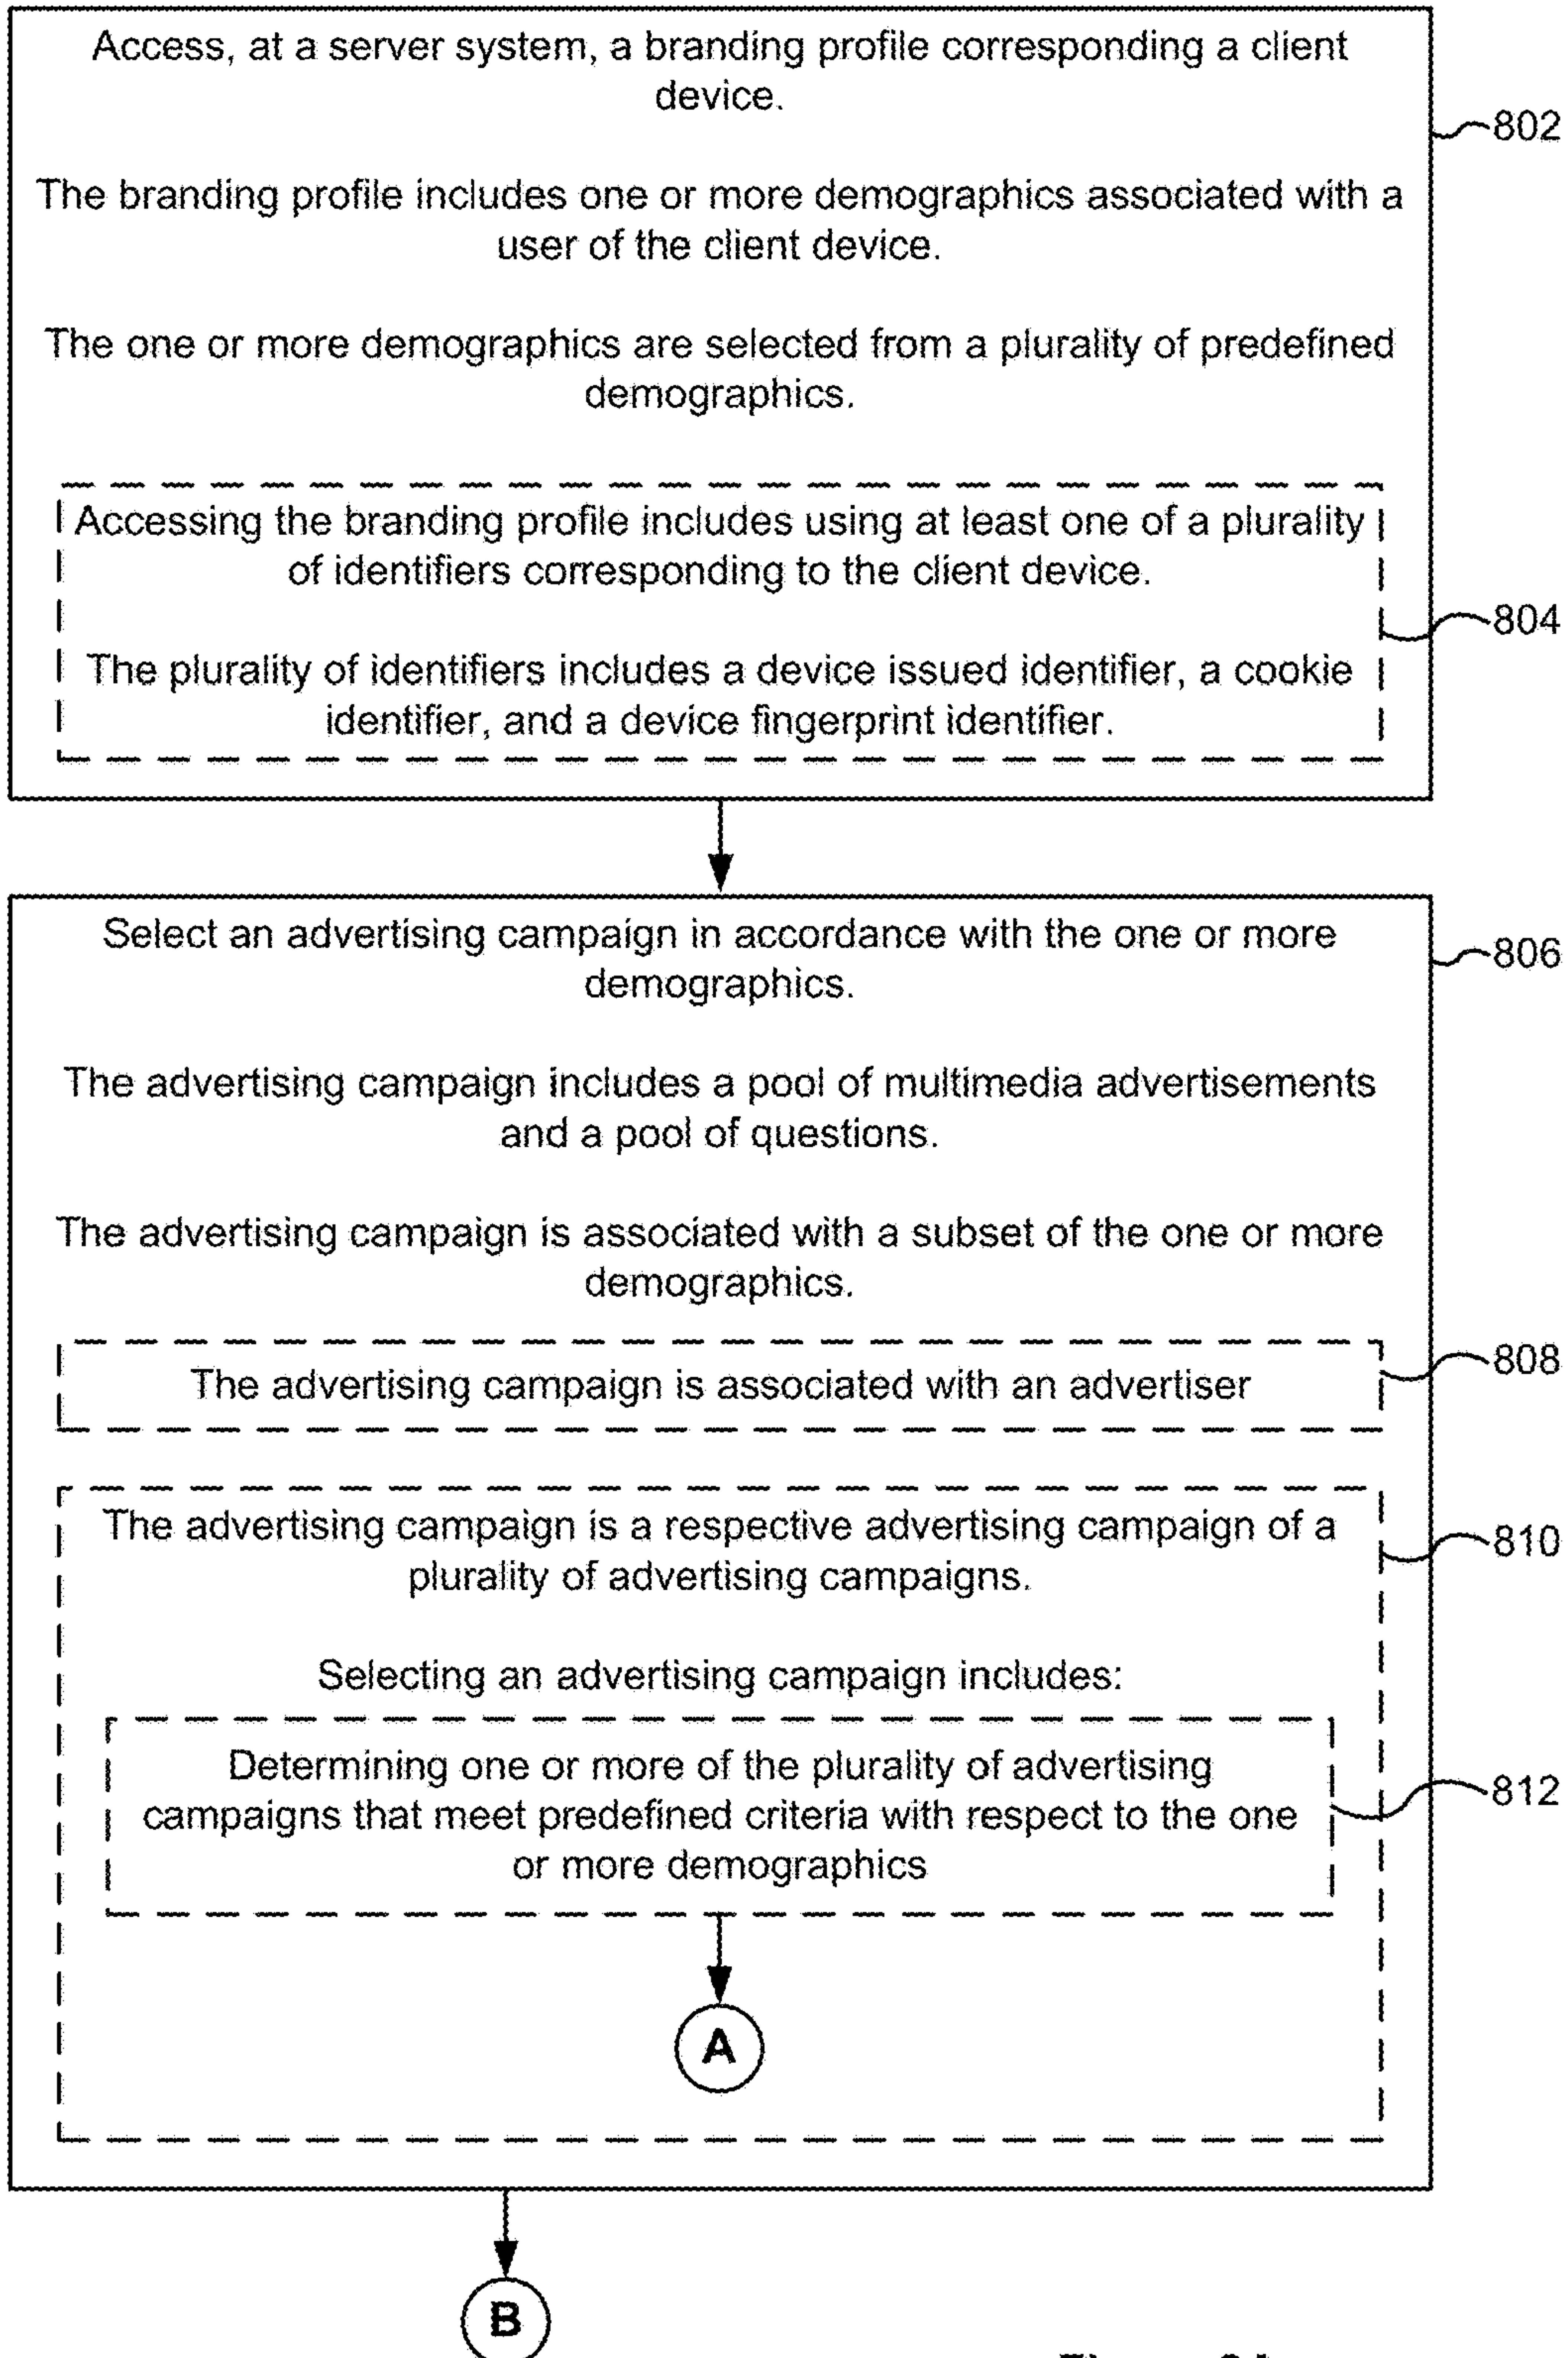 Access, at a server system, a branding profile corresponding a client
device.
802
The branding profile includes one or more demographics associated with a
user of the client device.
The one or more demographics are selected from a plurality of predefined
demographics.
Accessing the branding profile includes using at least one of a plurality
of identifiers corresponding to the client device.
804
The plurality of identifiers includes a device issued identifier, a cookie
identifier, and a device fingerprint identifier.
Select an advertising campaign in accordance with the one or more
demographics.
806
The advertising campaign includes a pool of multimedia advertisements
and a pool of questions.
The advertising campaign is associated with a subset of the one or more
demographics.
The advertising campaign is associated with an advertiser
808
The advertising campaign is a respective advertising campaign of a
plurality of advertising campaigns.
810
Selecting an advertising campaign includes:
Determining one or more of the plurality of advertising
campaigns that meet predefined criteria with respect to the one
or more demographics
812
A
B